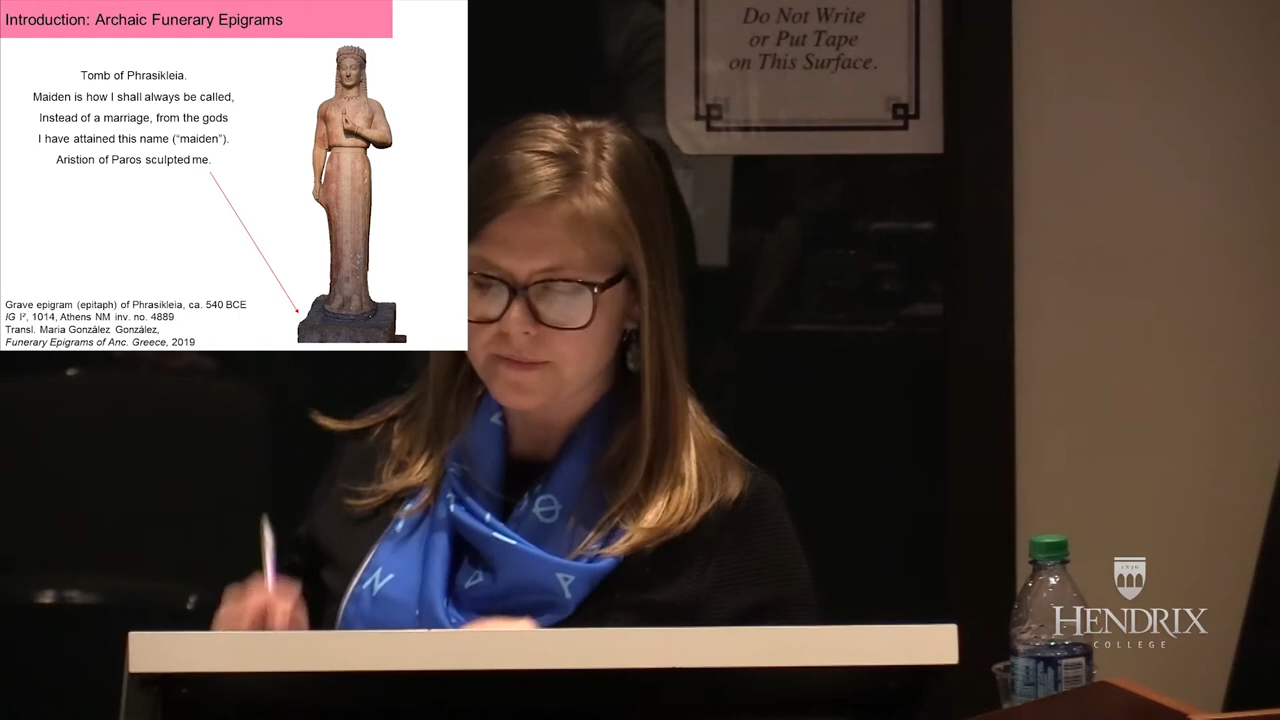 Introduction: Archaic Funerary Epigrams
Tomb of Phrasikleia.
Maiden is how I shall always be called,
Instead of a marriage, from the gods
I have attained this name (“maiden”).
Aristion of Paros sculpted me.
Grave epigram (epitaph) of Phrasikleia, ca. 540 BCE
IG I², 1014, Athens NM inv. no. 4889
Transl. Maria González González,
Funerary Epigrams of Anc. Greece, 2019
Do Not Write
or Put Tape
on This Surface.
1876
HENDRIX
COLLEGE